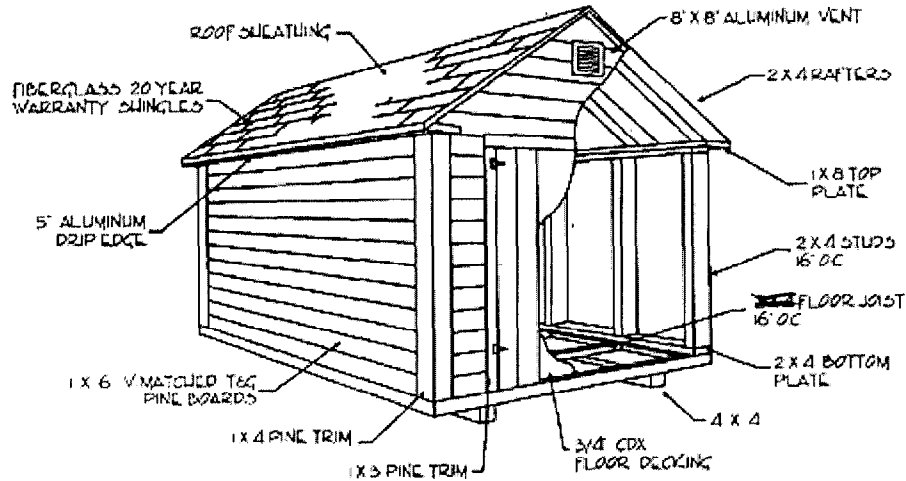 ROOF SHEATHING
8" X 8" ALUMINUM VENT
FIBERGLASS 20 YEAR
WARRANTY SHINGLES
2 X 4 RAFTERS
1 X 8 TOP
PLATE
5" ALUMINUM
DRIP EDGE
2 X 4 STUDS
16" OC
FLOOR JOIST
16" OC
1 X 6 V MATCHED T&G
PINE BOARDS
2 X 4 BOTTOM
PLATE
1 X 4 PINE TRIM
4 X 4
3/4" CDX
FLOOR DECKING
1 X 3 PINE TRIM